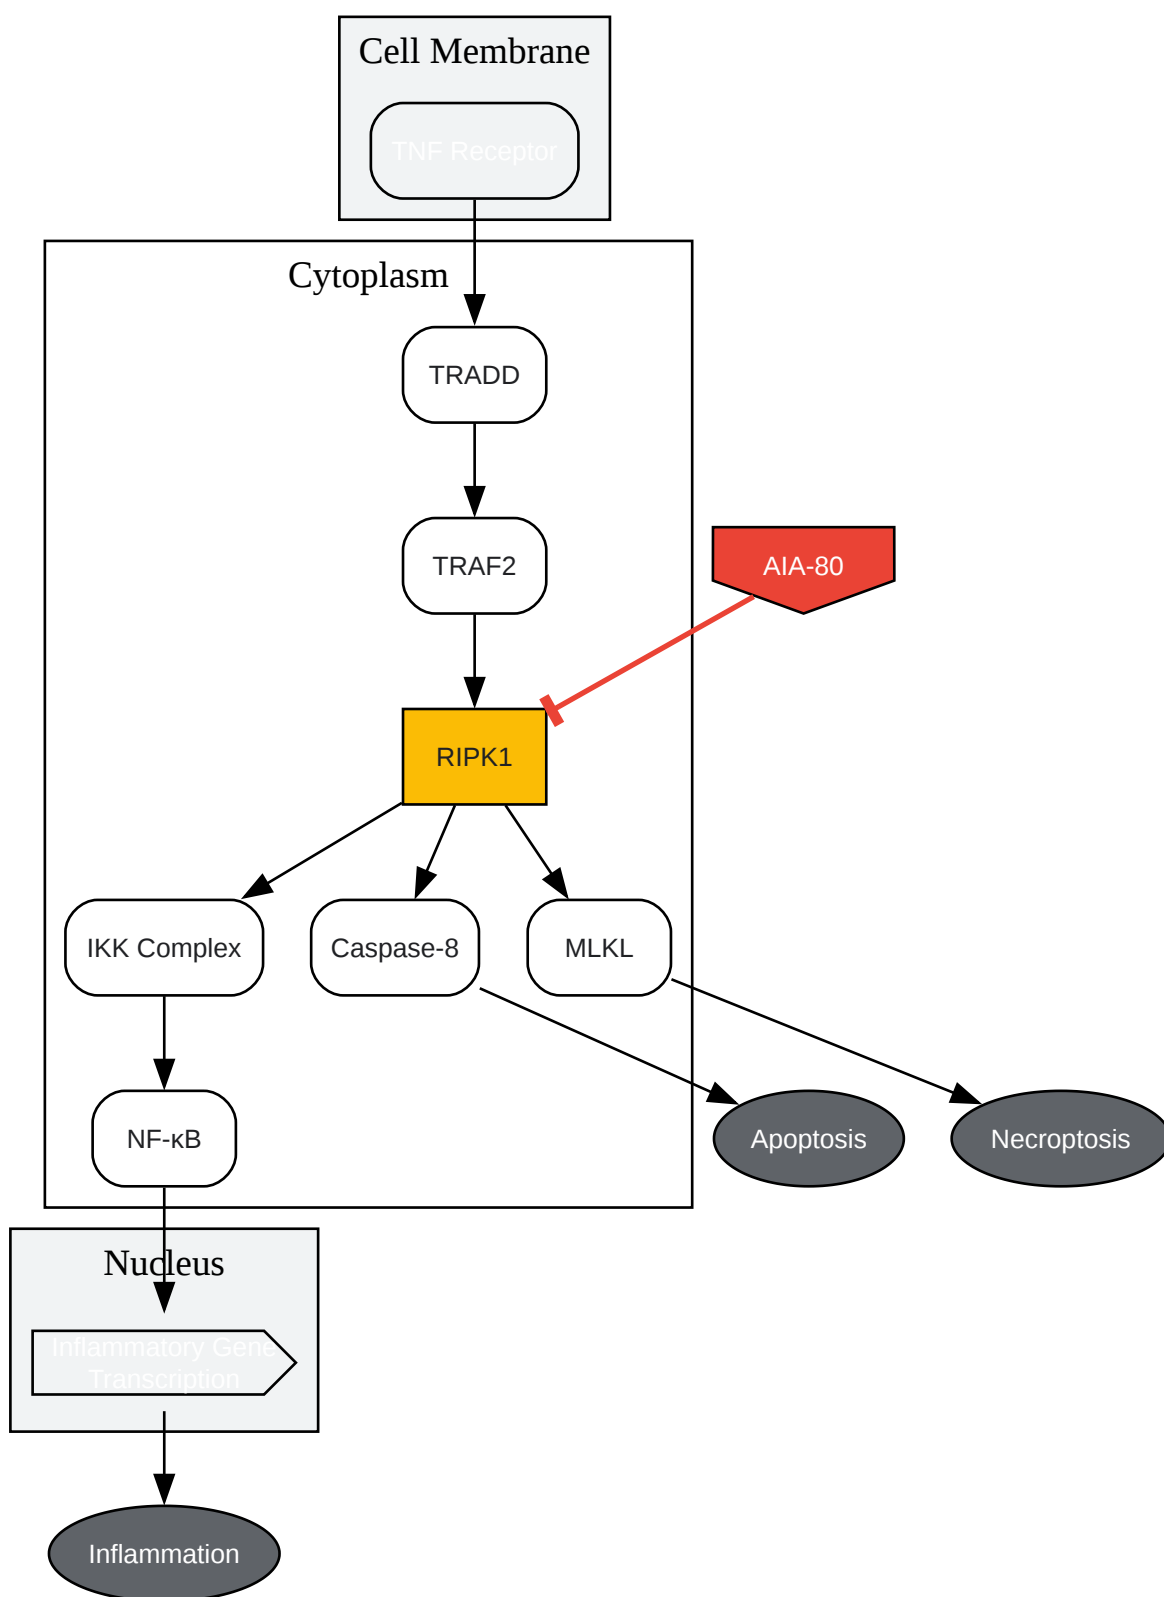 Cell Membrane
TNF Receptor
Cytoplasm
TRADD
TRAF2
AIA-80
RIPK1
IKK Complex
Caspase-8
MLKL
NF-κB
Apoptosis
Necroptosis
Nucleus
Inflammatory Gene
Transcription
Inflammation